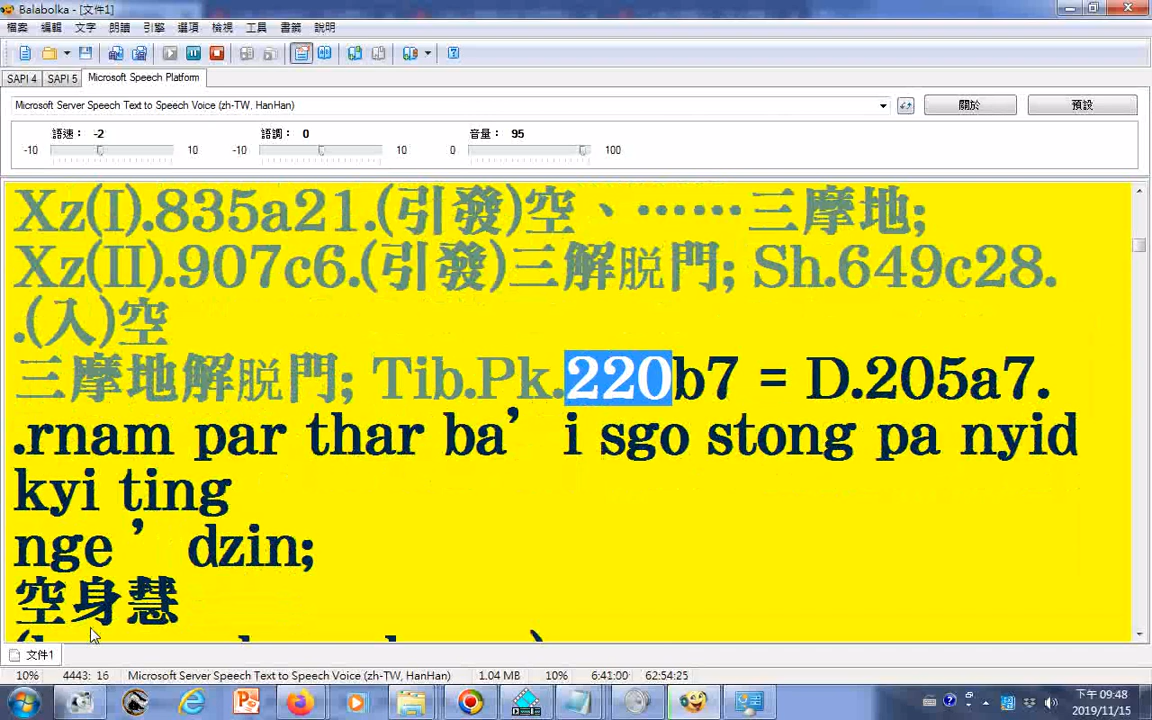 Balabolka - [文件1]
檔案 編輯 文字 朗讀 引擎 選項 檢視 工具 書籤 說明
SAPI 4 SAPI 5 Microsoft Speech Platform
Microsoft Server Speech Text to Speech Voice (zh-TW, HanHan) 關於 預設
語速： -2 語調： 0 音量： 95
-10 10 -10 10 0 100
Xz(I).835a21.(引發)空、……三摩地;
Xz(II).907c6.(引發)三解脫門; Sh.649c28.
.(入)空
三摩地解脫門; Tib.Pk.220b7 = D.205a7.
.rnam par thar ba’i sgo stong pa nyid
kyi ting
nge ’dzin;
空身慧
文件1
10% 4443: 16 Microsoft Server Speech Text to Speech Voice (zh-TW, HanHan) 1.04 MB 10% 6:41:00 62:54:25
下午 09:48
2019/11/15